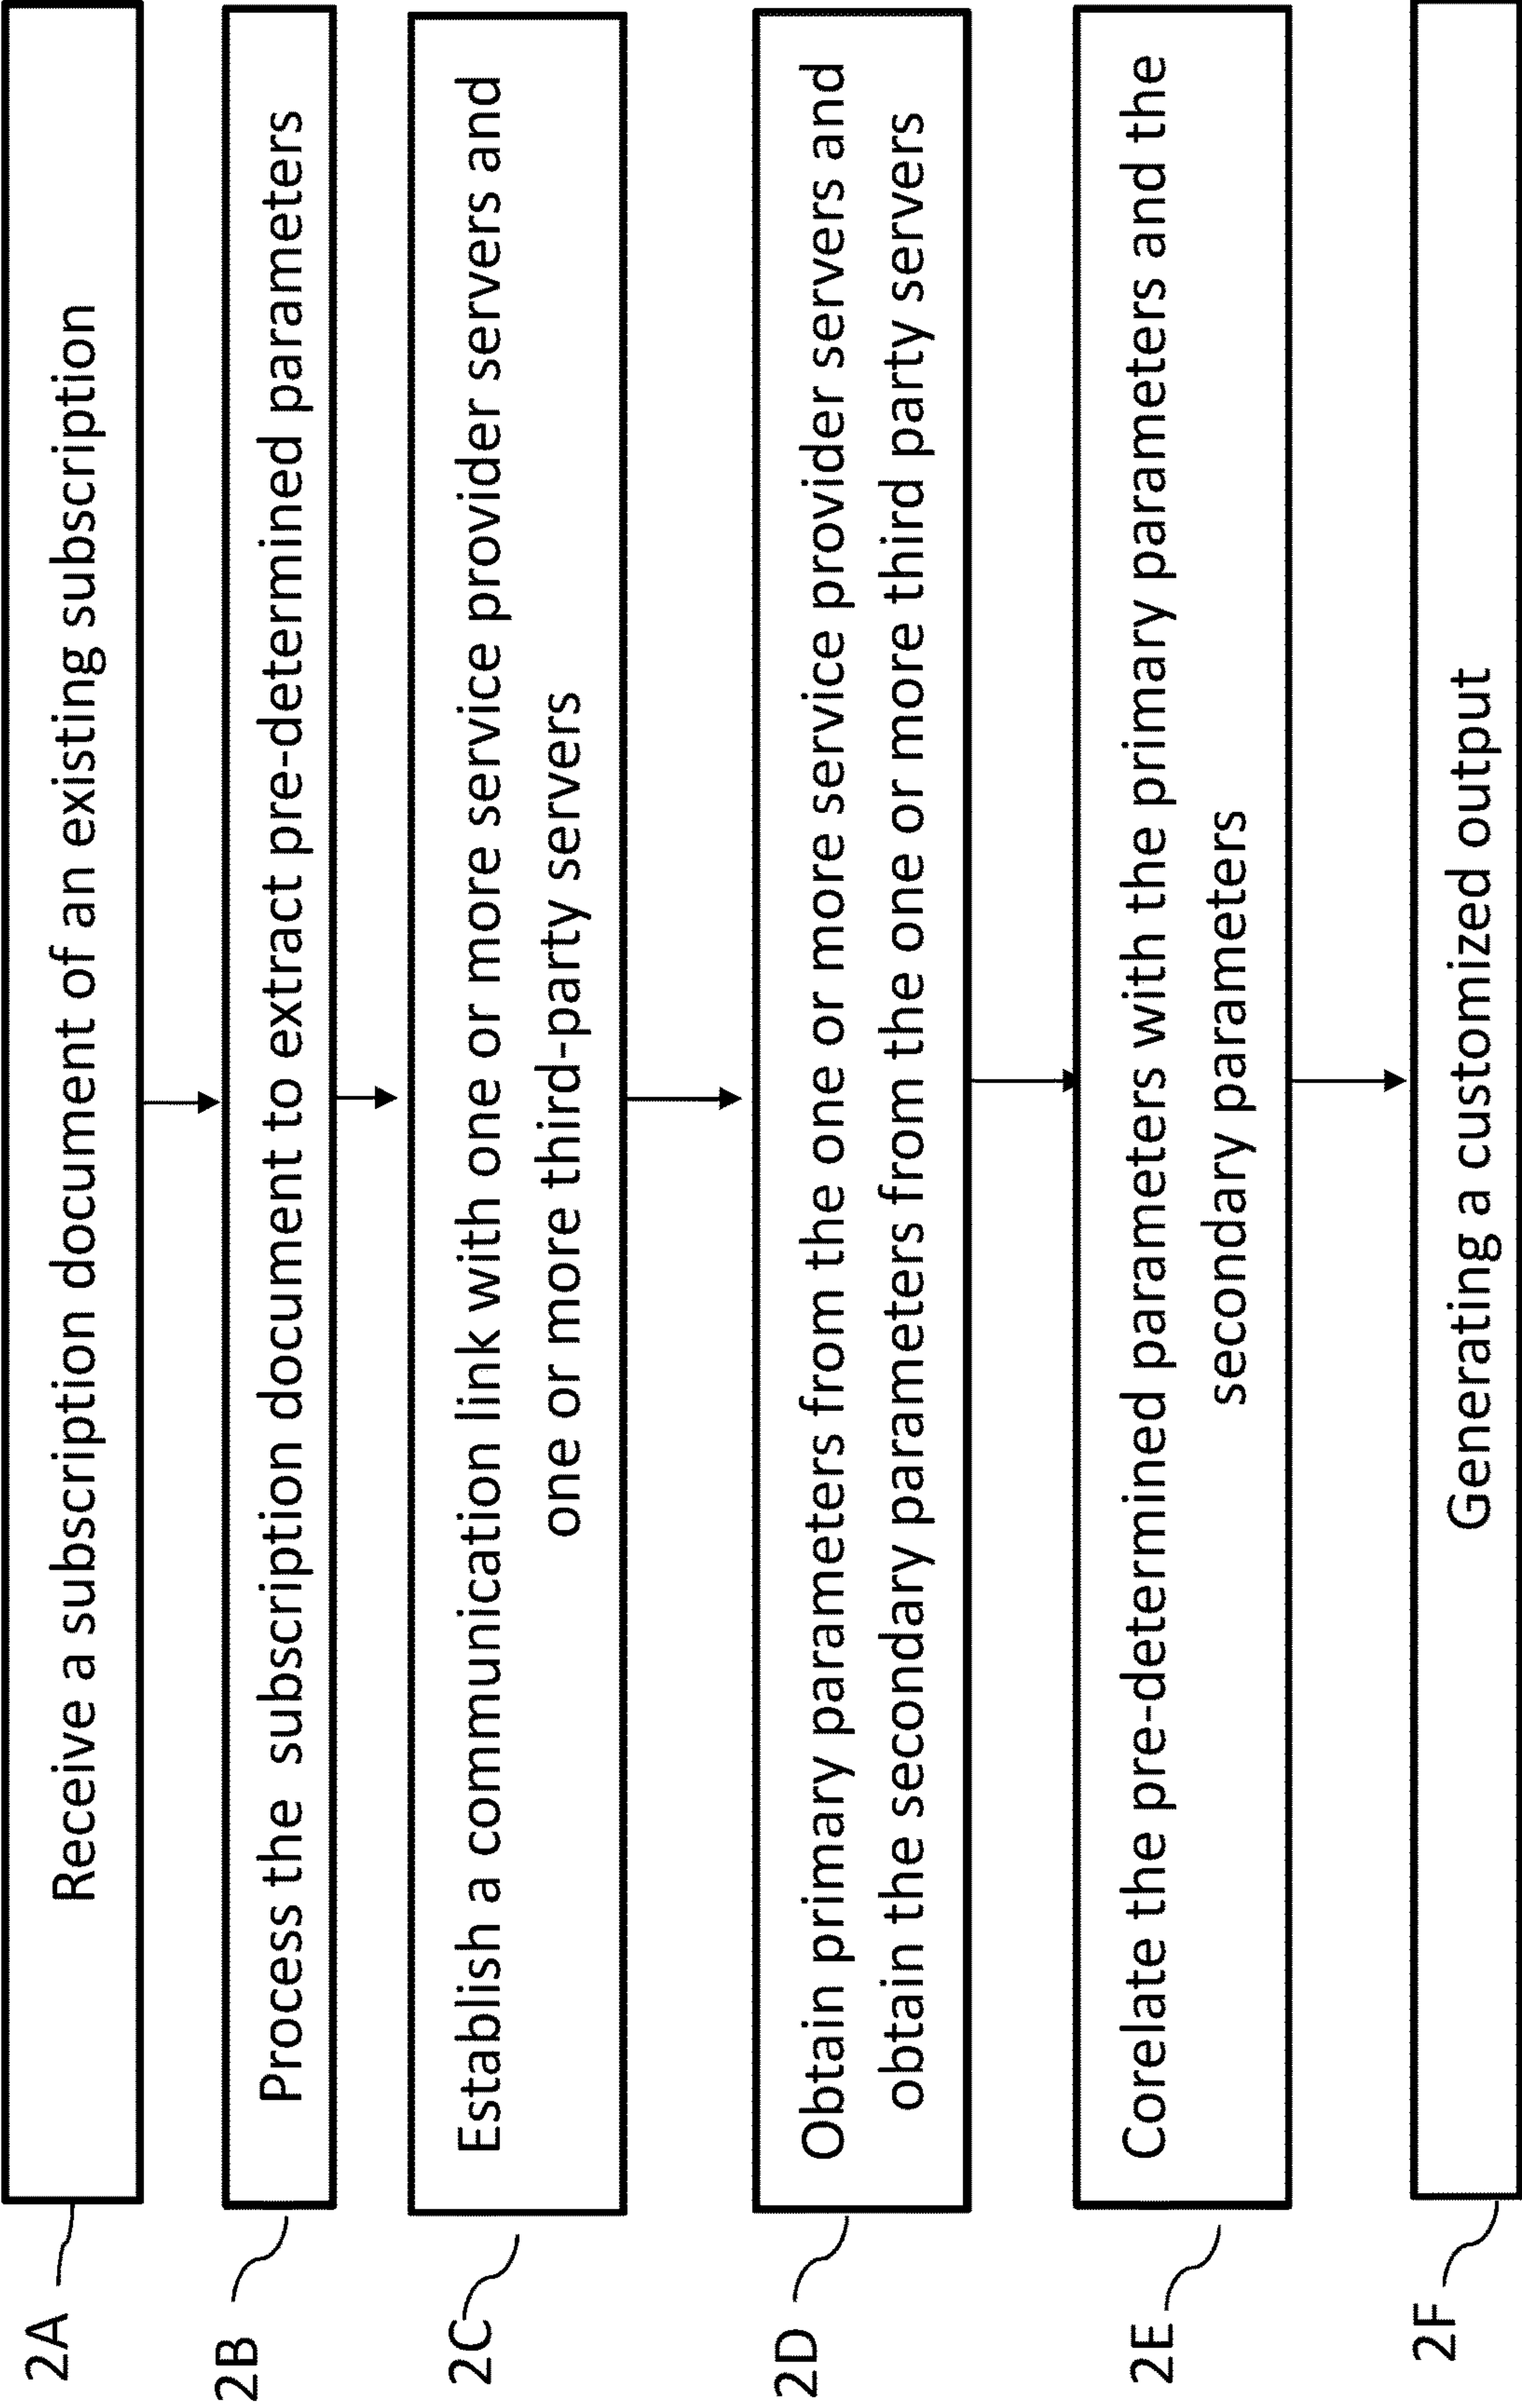 2A
Receive a subscription document of an existing subscription
2B
Process the subscription document to extract pre-determined parameters
2C
Establish a communication link with one or more service provider servers and
one or more third-party servers
2D
Obtain primary parameters from the one or more service provider servers and
obtain the secondary parameters from the one or more third party servers
2E
Corelate the pre-determined parameters with the primary parameters and the
secondary parameters
2F
Generating a customized output